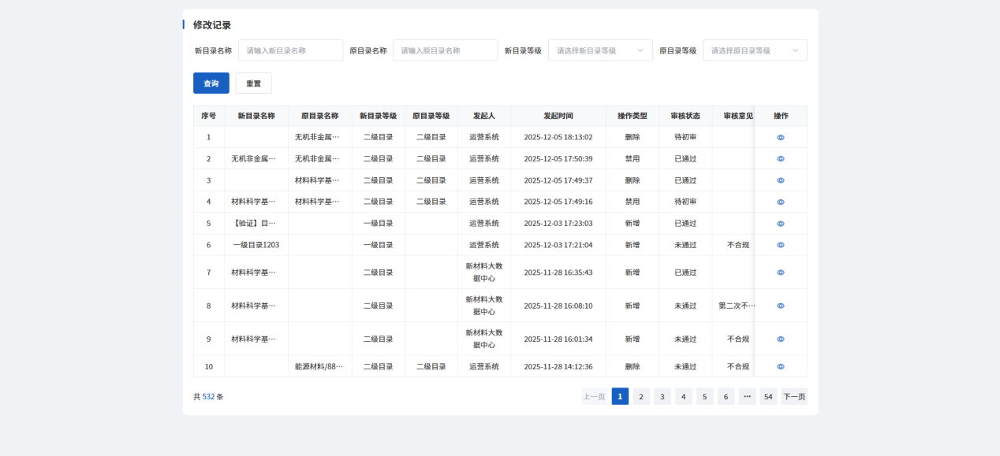 修改记录
新目录名称 请输入新目录名称 原目录名称 请输入原目录名称 新目录等级 请选择新目录等级 原目录等级 请选择原目录等级
查询 重置
序号 新目录名称 原目录名称 新目录等级 原目录等级 发起人 发起时间 操作类型 审核状态 审核意见 操作
1 无机非金属… 二级目录 二级目录 运营系统 2025-12-05 18:13:02 删除 待初审
2 无机非金属… 无机非金属… 二级目录 二级目录 运营系统 2025-12-05 17:50:39 禁用 已通过
3 材料科学基… 二级目录 二级目录 运营系统 2025-12-05 17:49:37 删除 已通过
4 材料科学基… 材料科学基… 二级目录 二级目录 运营系统 2025-12-05 17:49:16 禁用 待初审
5 【验证】目… 一级目录 运营系统 2025-12-03 17:23:03 新增 已通过
6 一级目录1203 一级目录 运营系统 2025-12-03 17:21:04 新增 未通过 不合规
7 材料科学基… 二级目录 新材料大数据中心 2025-11-28 16:35:43 新增 已通过
8 材料科学基… 二级目录 新材料大数据中心 2025-11-28 16:08:10 新增 未通过 第二次不…
9 材料科学基… 二级目录 新材料大数据中心 2025-11-28 16:01:34 新增 未通过 不合规
10 能源材料/88… 二级目录 二级目录 运营系统 2025-11-28 14:12:36 删除 未通过 不合规
共 532 条 上一页 1 2 3 4 5 6 … 54 下一页